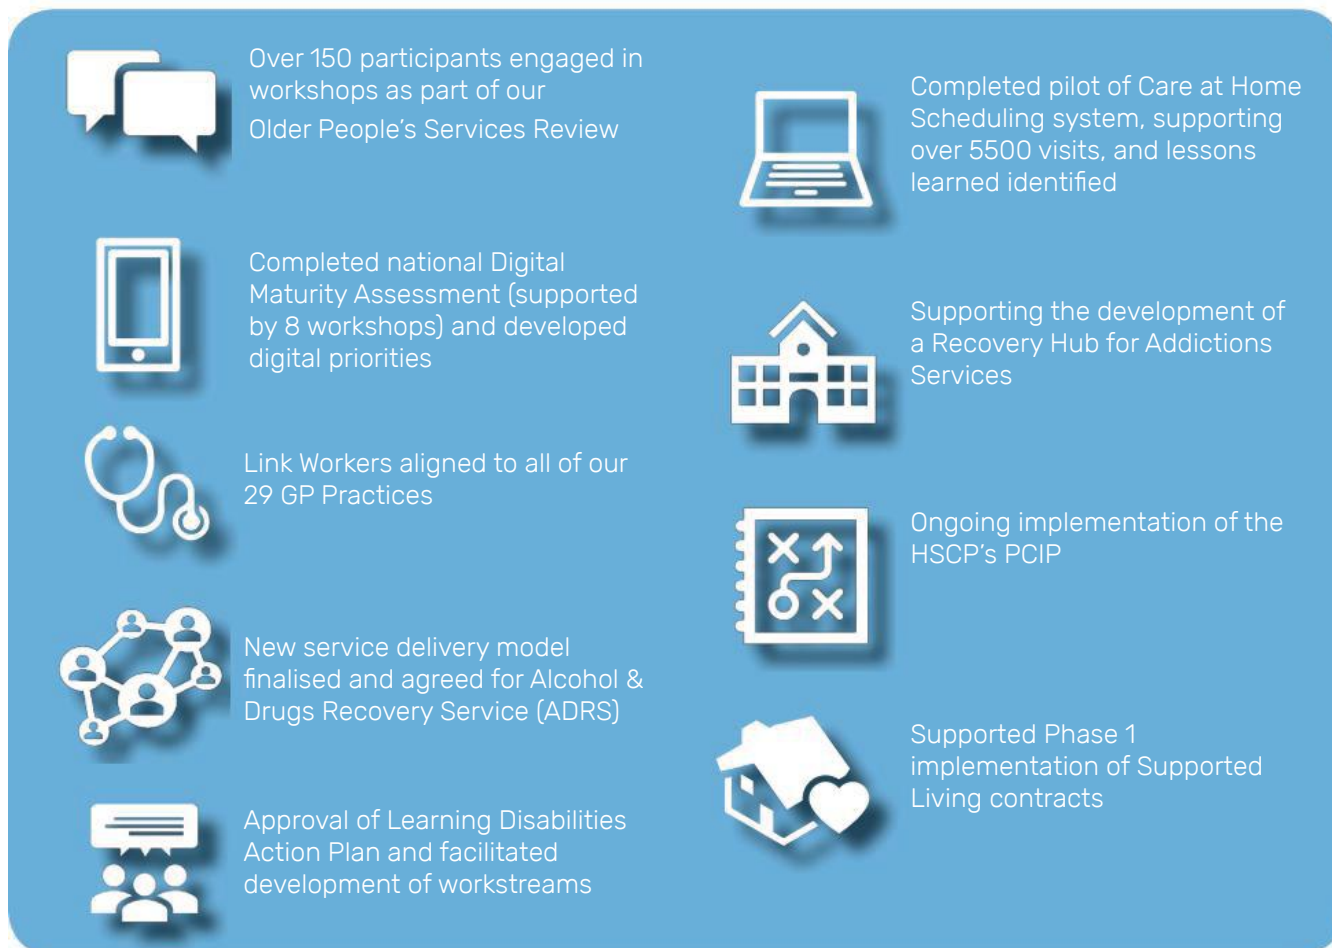 Over 150 participants engaged in
workshops as part of our
Older People's Services Review
Completed national Digital
Maturity Assessment (supported
by 8 workshops) and developed
digital priorities
Link Workers aligned to all of our
29 GP Practices
New service delivery model
finalised and agreed for Alcohol &
Drugs Recovery Service (ADRS)
Approval of Learning Disabilities
Action Plan and facilitated
development of workstreams
Completed pilot of Care at Home
Scheduling system, supporting
over 5500 visits, and lessons
learned identified
Supporting the development of
a Recovery Hub for Addictions
Services
Ongoing implementation of the
HSCP's PCIP
Supported Phase 1
implementation of Supported
Living contracts